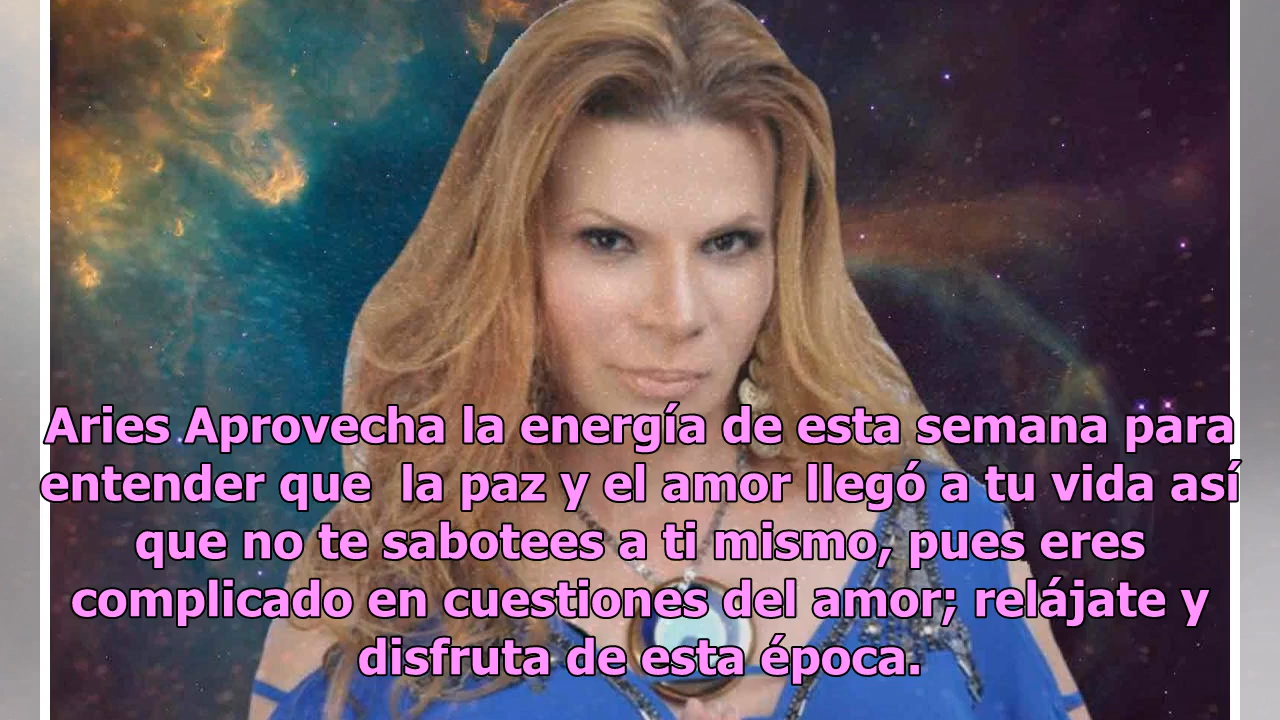 Aries Aprovecha la energía de esta semana para
entender que  la paz y el amor llegó a tu vida así
que no te sabotees a ti mismo, pues eres
complicado en cuestiones del amor; relájate y
disfruta de esta época.